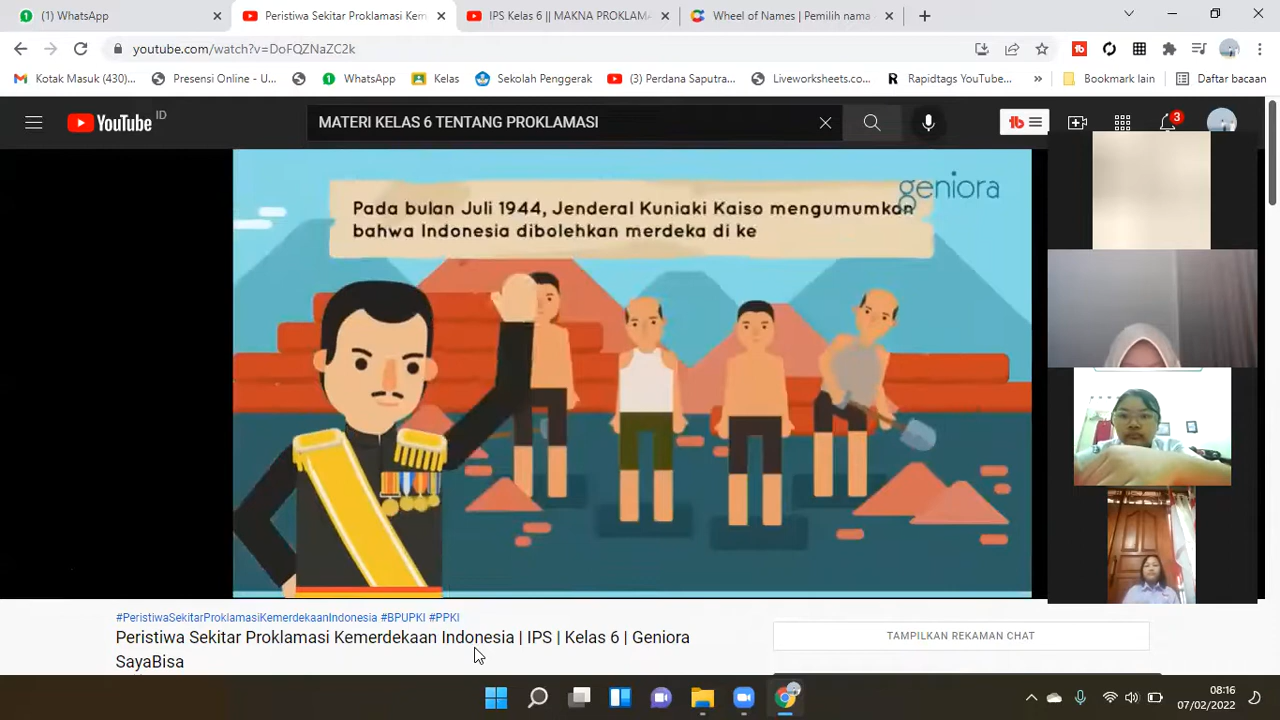 (1) WhatsApp
Peristiwa Sekitar Proklamasi Kem
IPS Kelas 6 || MAKNA PROKLAMA
Wheel of Names | Pemilih nama
youtube.com/watch?v=DoFQZNaZC2k
Kotak Masuk (430)...
Presensi Online - U...
WhatsApp
Kelas
Sekolah Penggerak
(3) Perdana Saputra...
Liveworksheets.co...
Rapidtags YouTube...
»
Bookmark lain
Daftar bacaan
YouTube ID
MATERI KELAS 6 TENTANG PROKLAMASI
3
geniora
Pada bulan Juli 1944, Jenderal Kuniaki Kaiso mengumumkan
bahwa Indonesia dibolehkan merdeka di ke
#PeristiwaSekitarProklamasiKemerdekaanIndonesia #BPUPKI #PPKI
Peristiwa Sekitar Proklamasi Kemerdekaan Indonesia | IPS | Kelas 6 | Geniora
SayaBisa
TAMPILKAN REKAMAN CHAT
08:16
07/02/2022